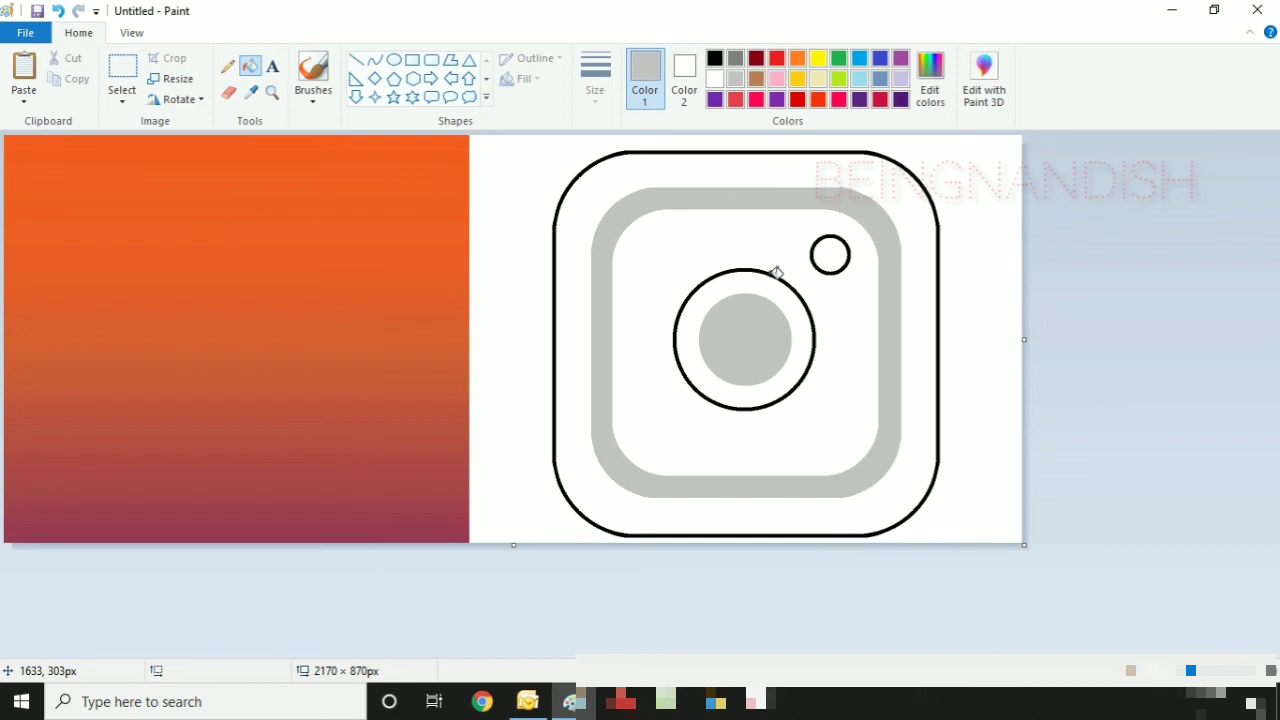 Untitled - Paint
File Home View
Paste
Cut
Copy
Clipboard
Select
Crop
Resize
Rotate
Image
A
Tools
Brushes
Outline
Fill
Shapes
Size
Color 1
Color 2
Edit colors
Colors
Edit with Paint 3D
BEINGNANDISH
1633, 303px
2170 × 870px
Type here to search